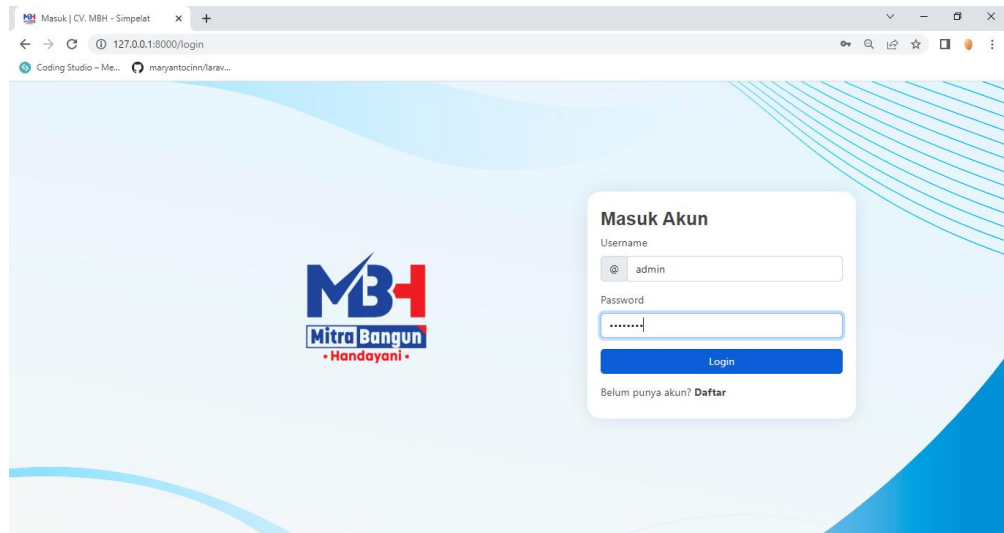 Masuk | CV. MBH - Simpelat
127.0.0.1:8000/login
Coding Studio – Me...
maryantocinn/larav...
Masuk Akun
Username
@ admin
Password
Login
Belum punya akun? Daftar
MBH
Mitra Bangun
• Handayani •